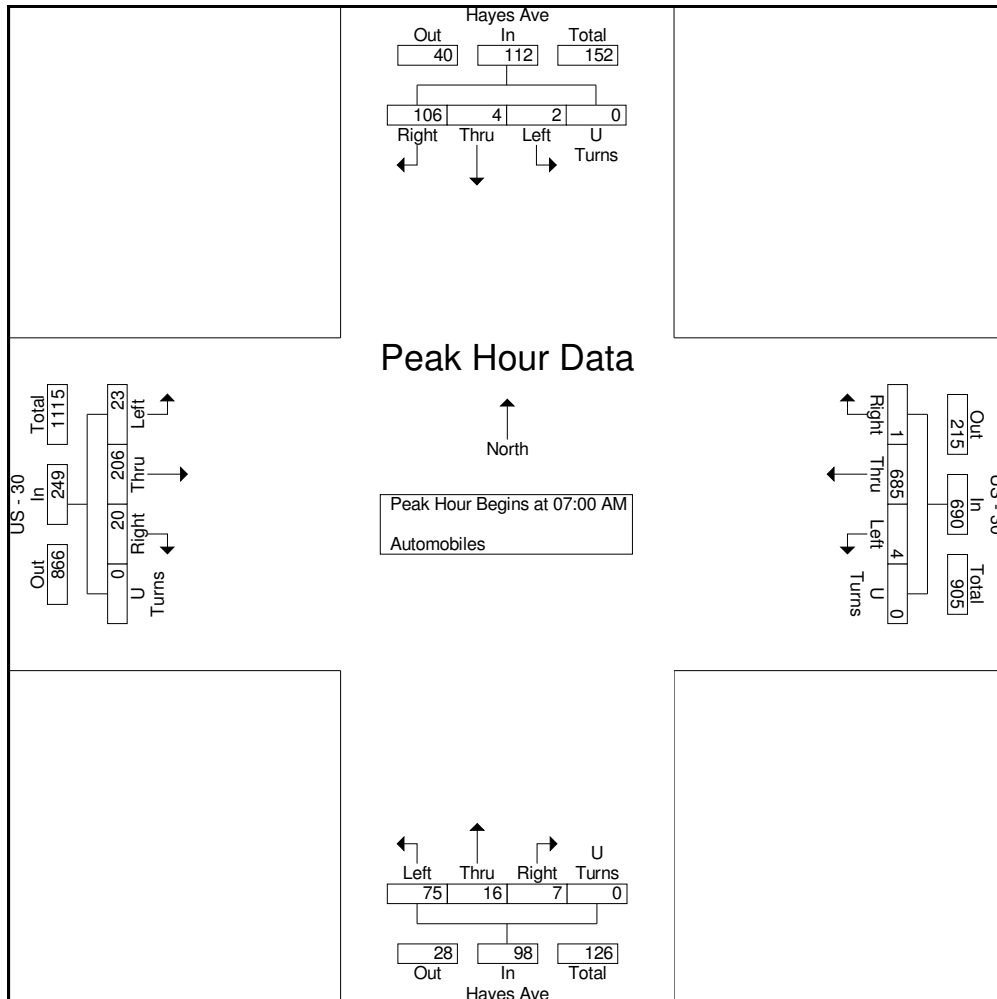 Hayes Ave
Out In Total
40 112 152
106 4 2 0
Right Thru Left U Turns
Peak Hour Data
North
Peak Hour Begins at 07:00 AM
Automobiles
US - 30
Total In Out
1115 249 866
23 206 20 0
Left Thru Right U Turns
US - 30
Out In Total
215 690 905
1 685 4 0
Right Thru Left U Turns
Left Thru Right U Turns
75 16 7 0
28 98 126
Out In Total
Hayes Ave